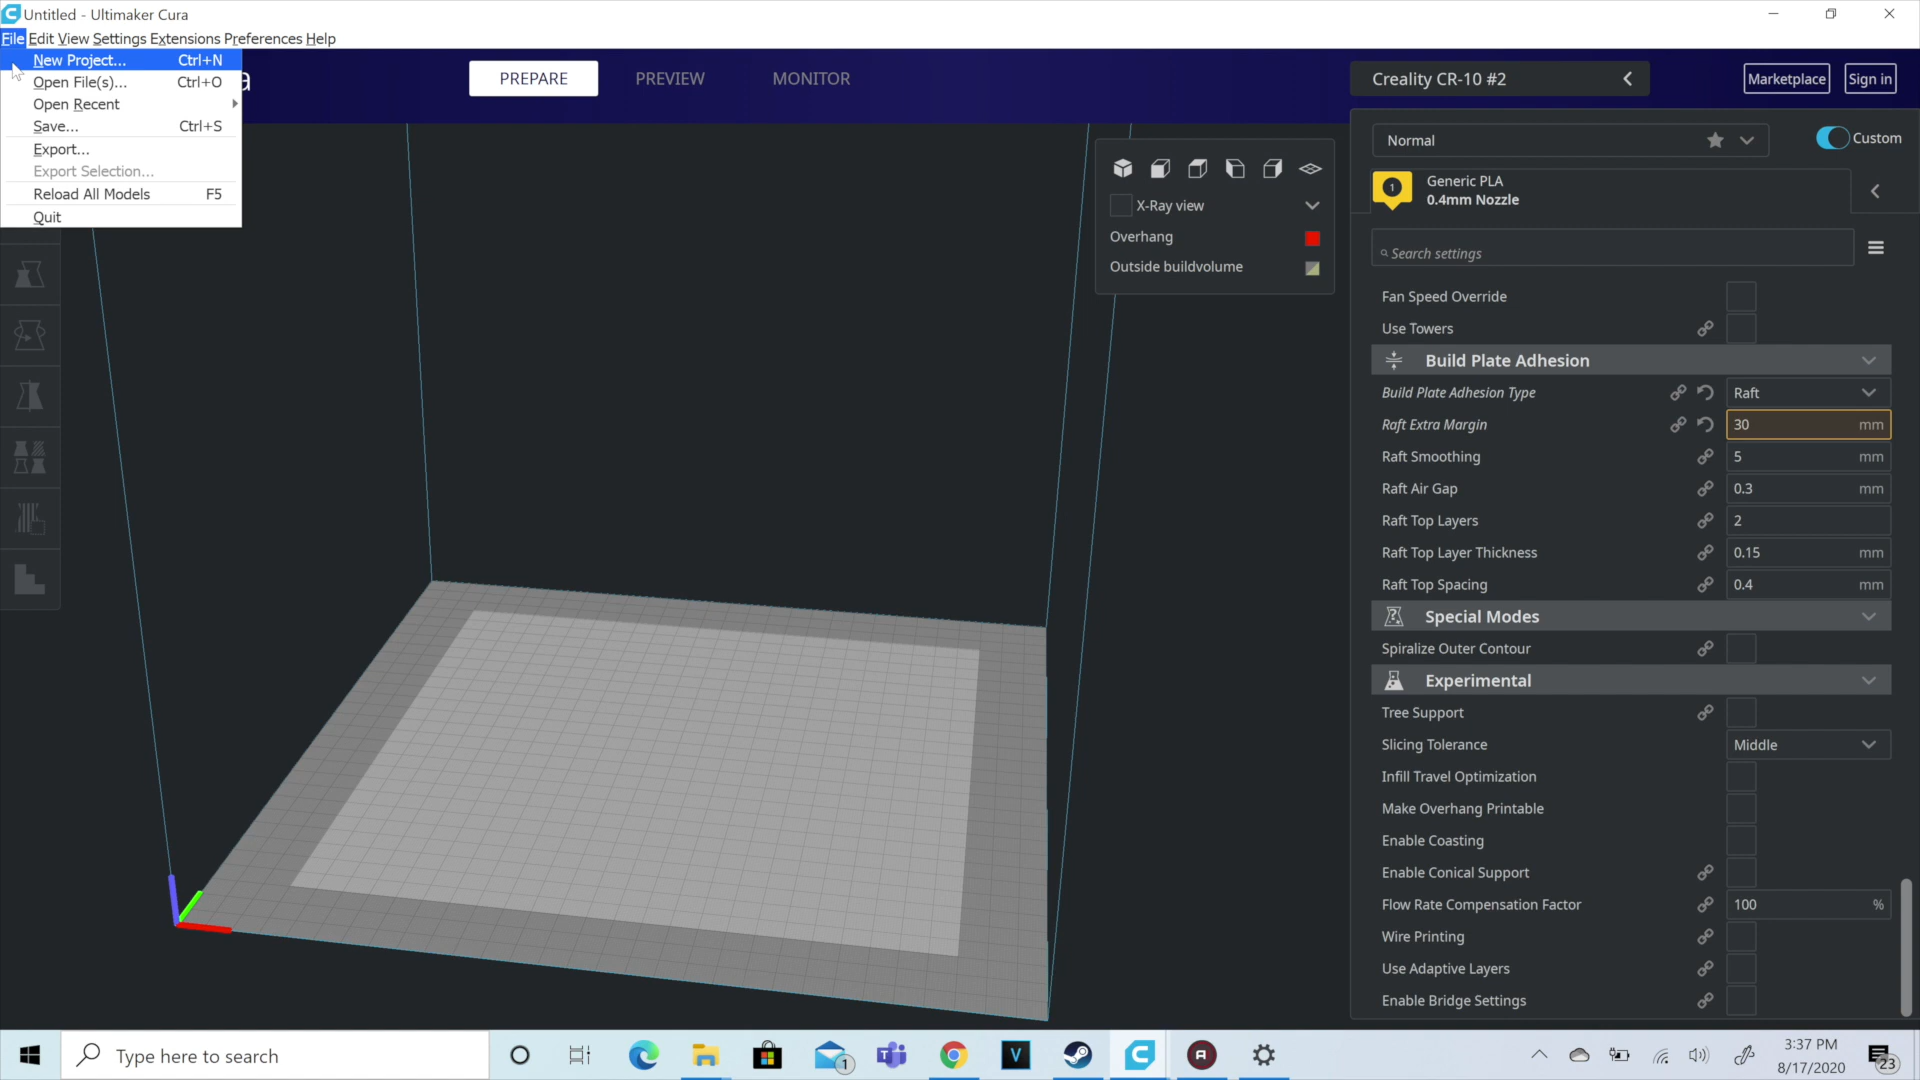 Untitled - Ultimaker Cura
File Edit View Settings Extensions Preferences Help
New Project... Ctrl+N
Open File(s)... Ctrl+O
Open Recent
Save... Ctrl+S
Export...
Export Selection...
Reload All Models F5
Quit
a
PREPARE
PREVIEW
MONITOR
Creality CR-10 #2
Marketplace
Sign in
X-Ray view
Overhang
Outside buildvolume
Normal
Custom
1
Generic PLA
0.4mm Nozzle
Search settings
Fan Speed Override
Use Towers
Build Plate Adhesion
Build Plate Adhesion Type Raft
Raft Extra Margin 30 mm
Raft Smoothing 5 mm
Raft Air Gap 0.3 mm
Raft Top Layers 2
Raft Top Layer Thickness 0.15 mm
Raft Top Spacing 0.4 mm
Special Modes
Spiralize Outer Contour
Experimental
Tree Support
Slicing Tolerance Middle
Infill Travel Optimization
Make Overhang Printable
Enable Coasting
Enable Conical Support
Flow Rate Compensation Factor 100 %
Wire Printing
Use Adaptive Layers
Enable Bridge Settings
Type here to search
1
V
A
3:37 PM
8/17/2020
23